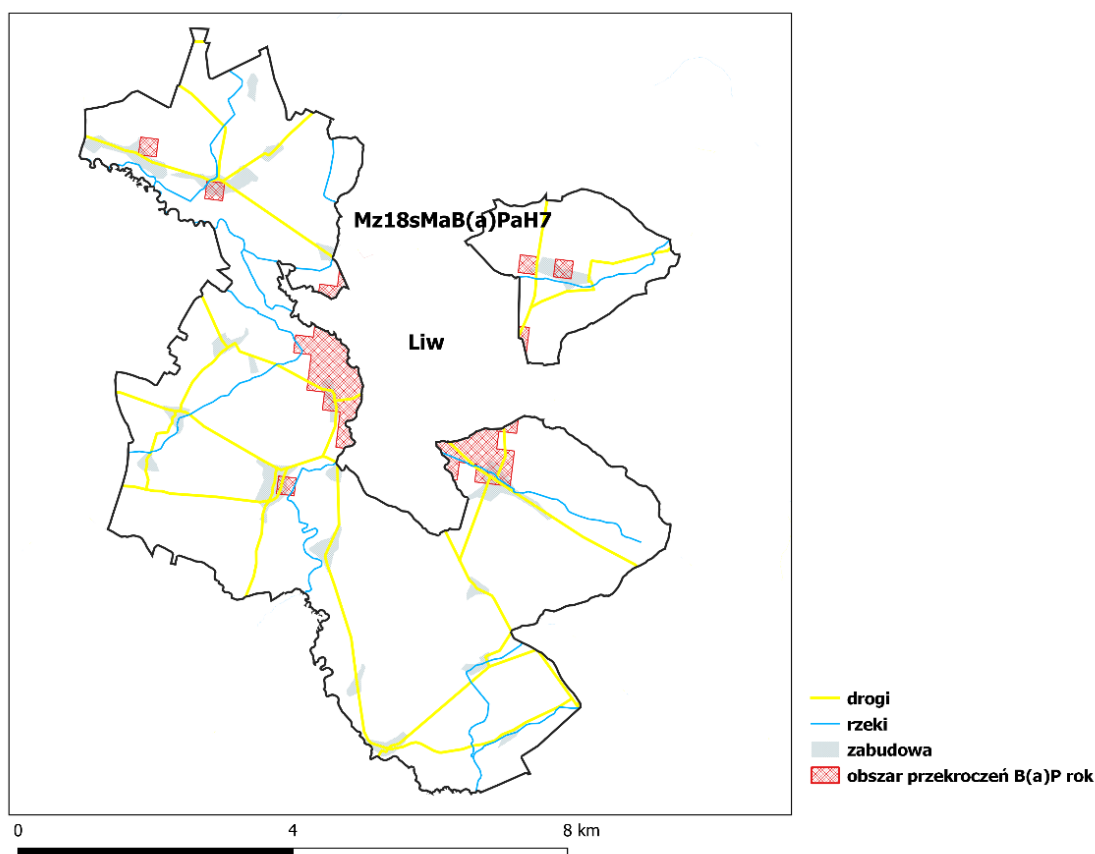 Mz18sMaB(a)PaH7
Liw
drogi
rzeki
zabudowa
obszar przekroczeń B(a)P rok
0 4 8 km